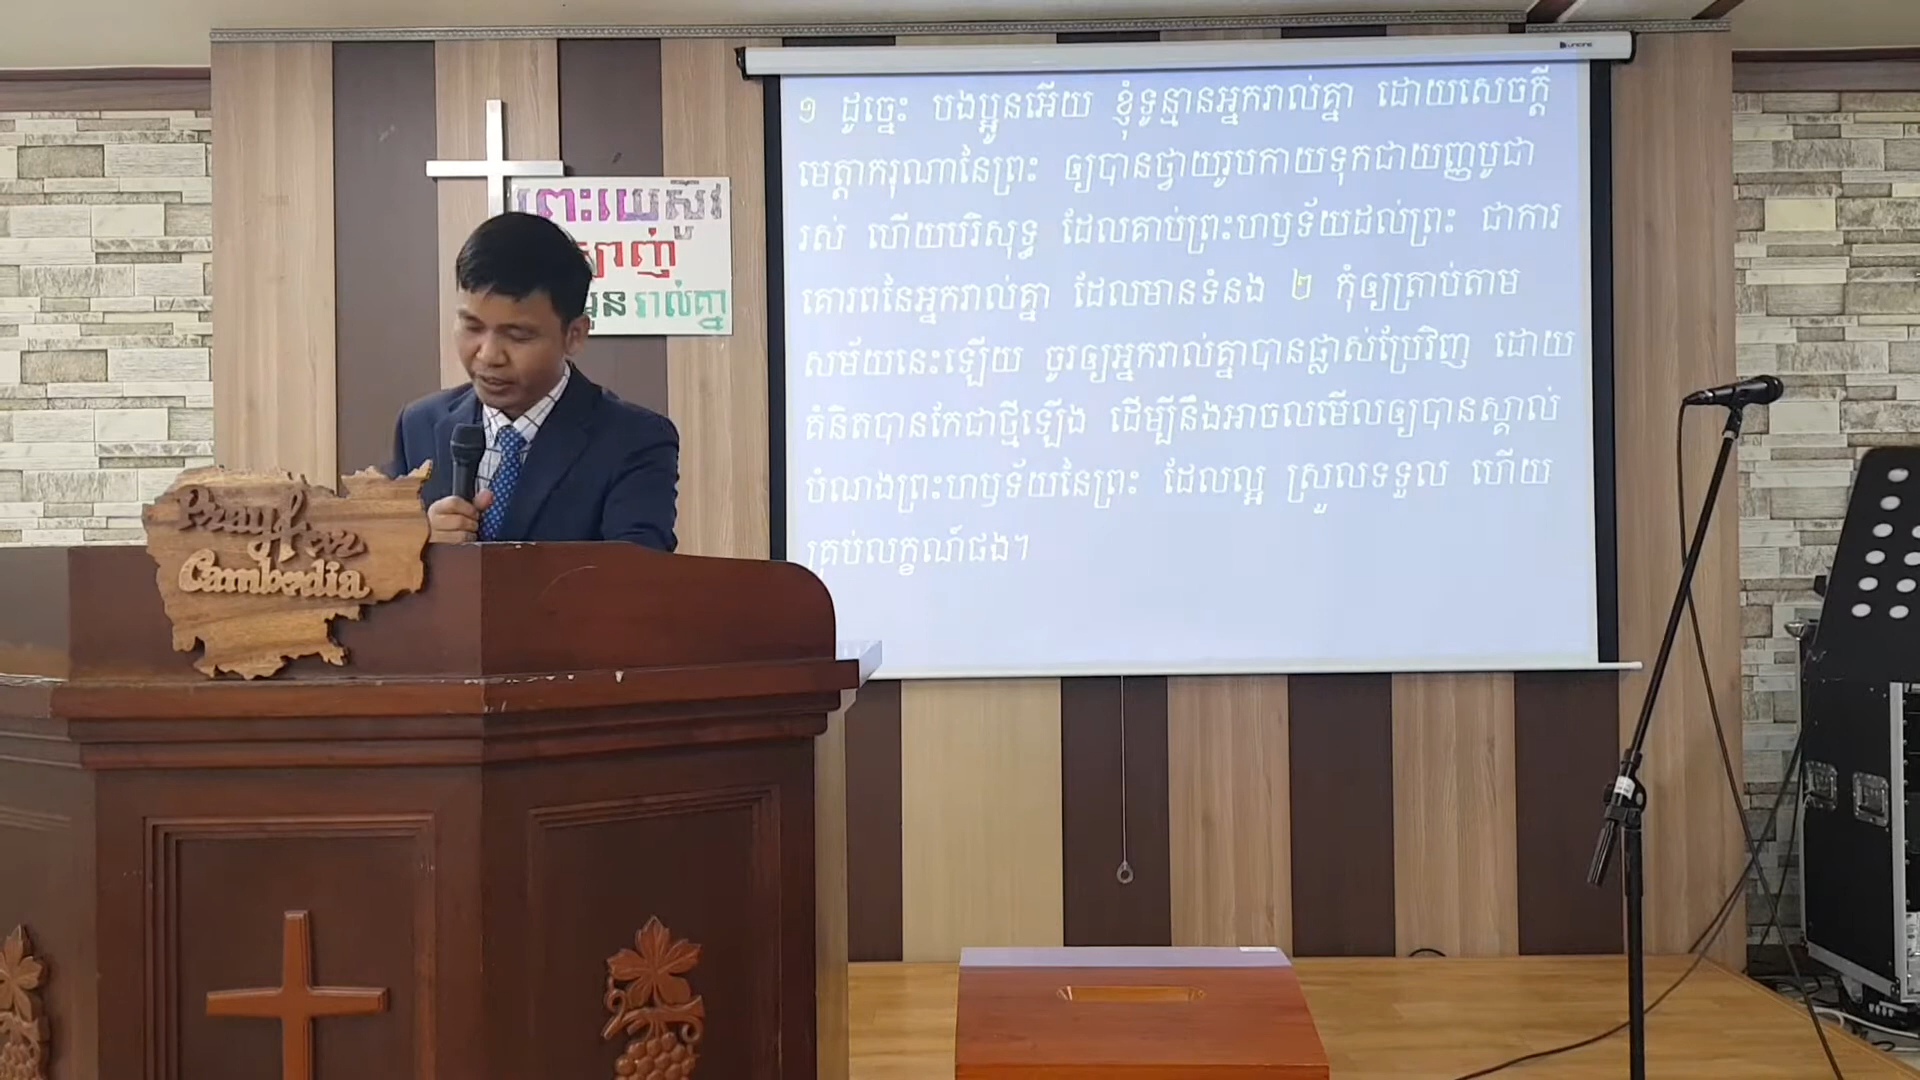 ១ ដូច្នេះ បងប្អូនអើយ ខ្ញុំទូន្មានអ្នករាល់គ្នា ដោយសេចក្ដី
មេត្តាករុណានៃព្រះ ឲ្យបានថ្វាយរូបកាយទុកជាយញ្ញបូជា
រស់ ហើយបរិសុទ្ធ ដែលគាប់ព្រះហឫទ័យដល់ព្រះ ជាការ
គោរពនៃអ្នករាល់គ្នា ដែលមានទំនង ២ កុំឲ្យត្រាប់តាម
សម័យនេះឡើយ ចូរឲ្យអ្នករាល់គ្នាបានផ្លាស់ប្រែវិញ ដោយ
គំនិតបានកែជាថ្មីឡើង ដើម្បីនឹងអាចលមើលឲ្យបានស្គាល់
បំណងព្រះហឫទ័យនៃព្រះ ដែលល្អ ស្រួលទទួល ហើយ
គ្រប់លក្ខណ៍ផង។
ព្រះយេស៊ូវ
រាល់គ្នា
Pray for
Cambodia